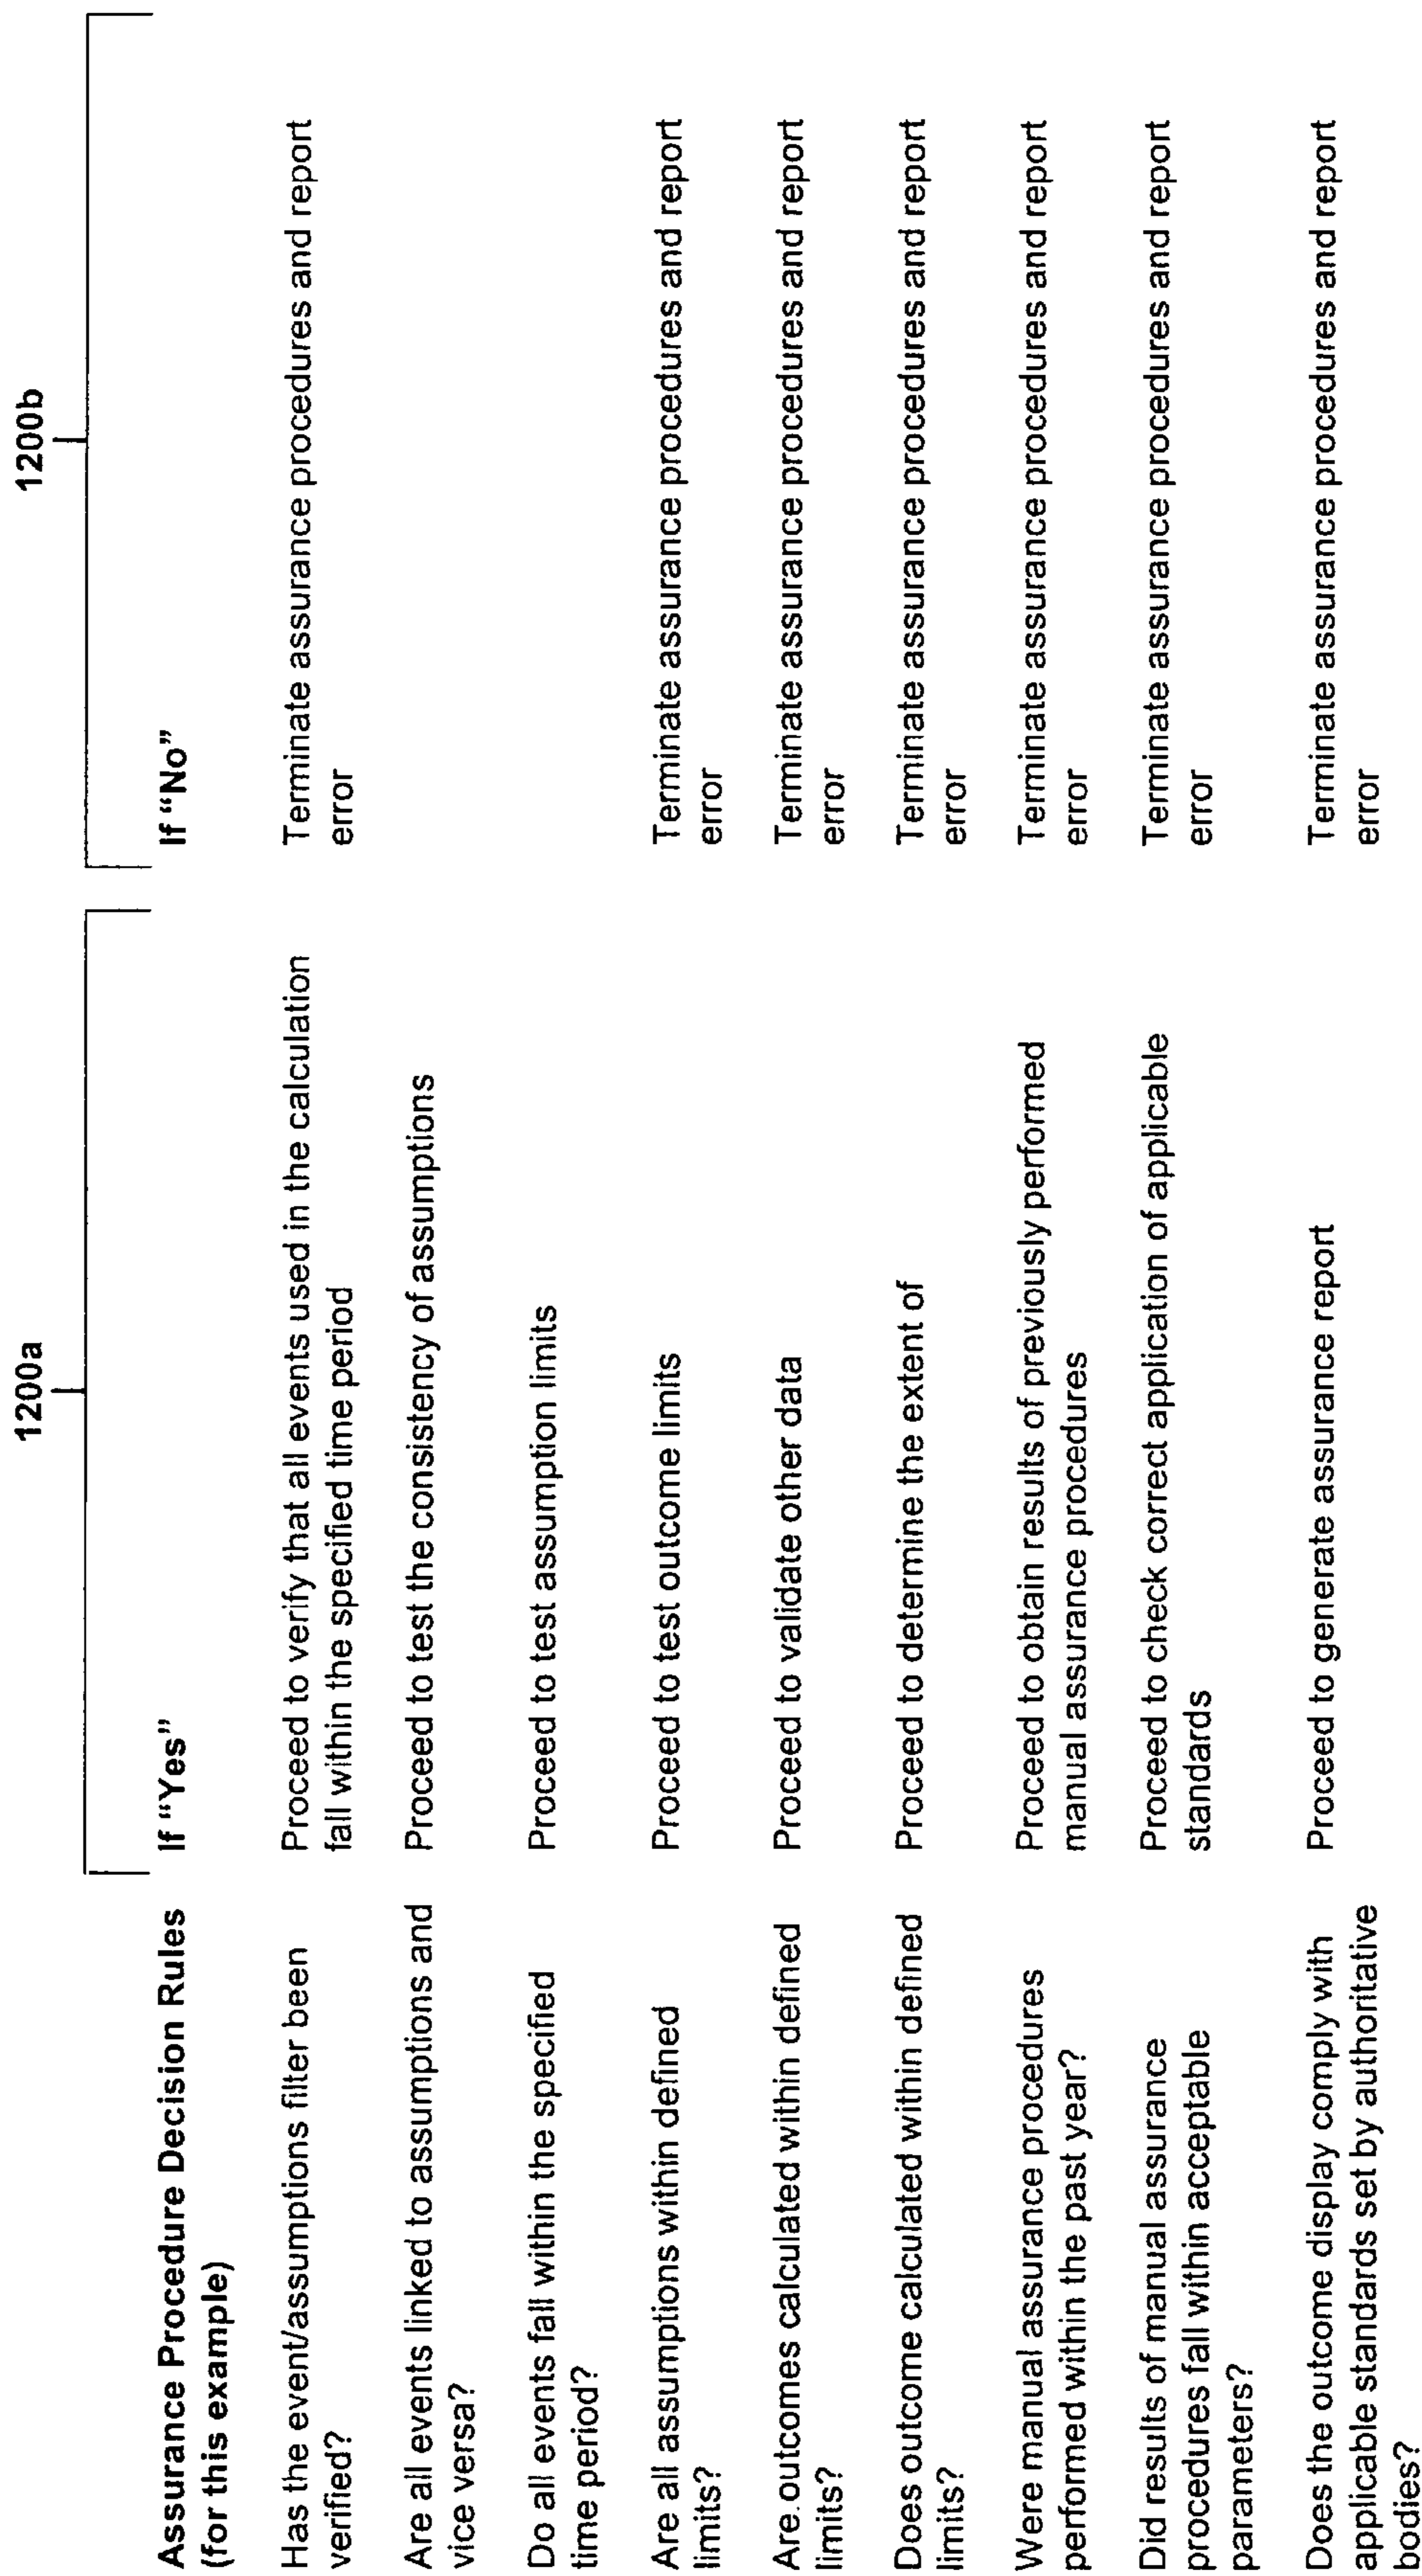 1200a
1200b
Assurance Procedure Decision Rules
(for this example)
If “Yes”
If “No”
Has the event/assumptions filter been
verified?
Proceed to verify that all events used in the calculation
fall within the specified time period
Terminate assurance procedures and report
error
Are all events linked to assumptions and
vice versa?
Proceed to test the consistency of assumptions
Do all events fall within the specified
time period?
Proceed to test assumption limits
Are all assumptions within defined
limits?
Proceed to test outcome limits
Terminate assurance procedures and report
error
Are outcomes calculated within defined
limits?
Proceed to validate other data
Terminate assurance procedures and report
error
Does outcome calculated within defined
limits?
Proceed to determine the extent of
Terminate assurance procedures and report
error
Were manual assurance procedures
performed within the past year?
Proceed to obtain results of previously performed
manual assurance procedures
Terminate assurance procedures and report
error
Did results of manual assurance
procedures fall within acceptable
parameters?
Proceed to check correct application of applicable
standards
Terminate assurance procedures and report
error
Does the outcome display comply with
applicable standards set by authoritative
bodies?
Proceed to generate assurance report
Terminate assurance procedures and report
error